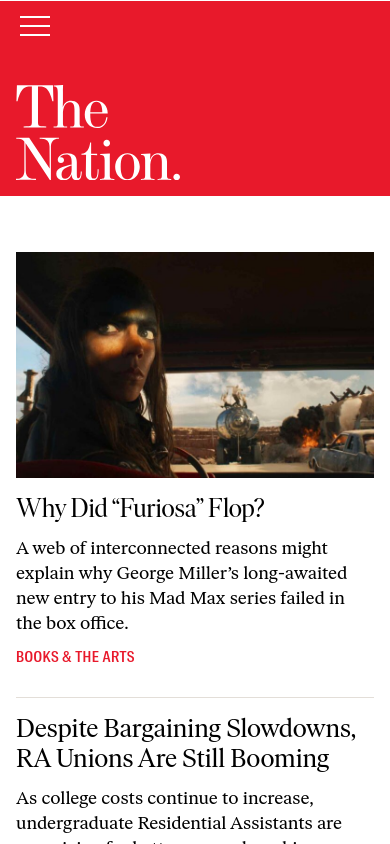 The
Nation.
Why Did “Furiosa” Flop?
A web of interconnected reasons might
explain why George Miller’s long-awaited
new entry to his Mad Max series failed in
the box office.
BOOKS & THE ARTS
Despite Bargaining Slowdowns,
RA Unions Are Still Booming
As college costs continue to increase,
undergraduate Residential Assistants are